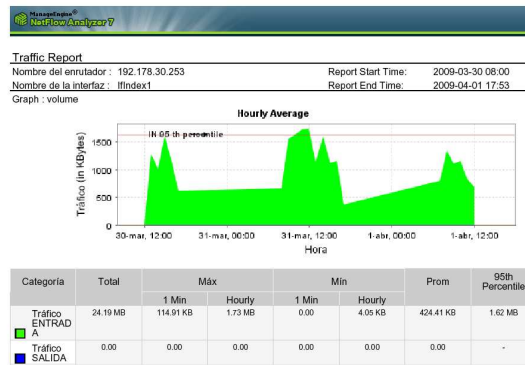 ManageEngine®
NetFlow Analyzer 7
Traffic Report
Nombre del enrutador : 192.178.30.253 Report Start Time: 2009-03-30 08:00
Nombre de la interfaz : IfIndex1 Report End Time: 2009-04-01 17:53
Graph : volume
Hourly Average
IN 95-th percentile
Tráfico (in KBytes)
1500
1000
500
0
30-mar, 12:00 31-mar, 00:00 31-mar, 12:00 1-abr, 00:00 1-abr, 12:00
Hora
Categoría Total Máx Mín Prom 95th Percentile
1 Min Hourly 1 Min Hourly
Tráfico ENTRADA 24.19 MB 114.91 KB 1.73 MB 0.00 4.05 KB 424.41 KB 1.62 MB
Tráfico SALIDA 0.00 0.00 0.00 0.00 0.00 0.00 -